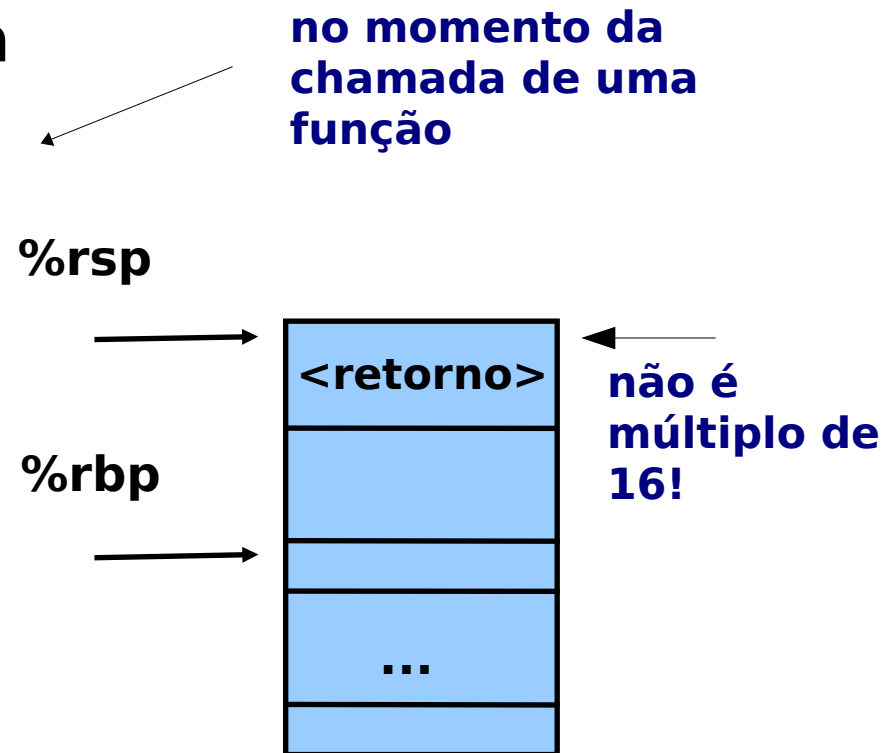 no momento da
chamada de uma
função
%rsp
<retorno>
não é
múltiplo de
16!
%rbp
...